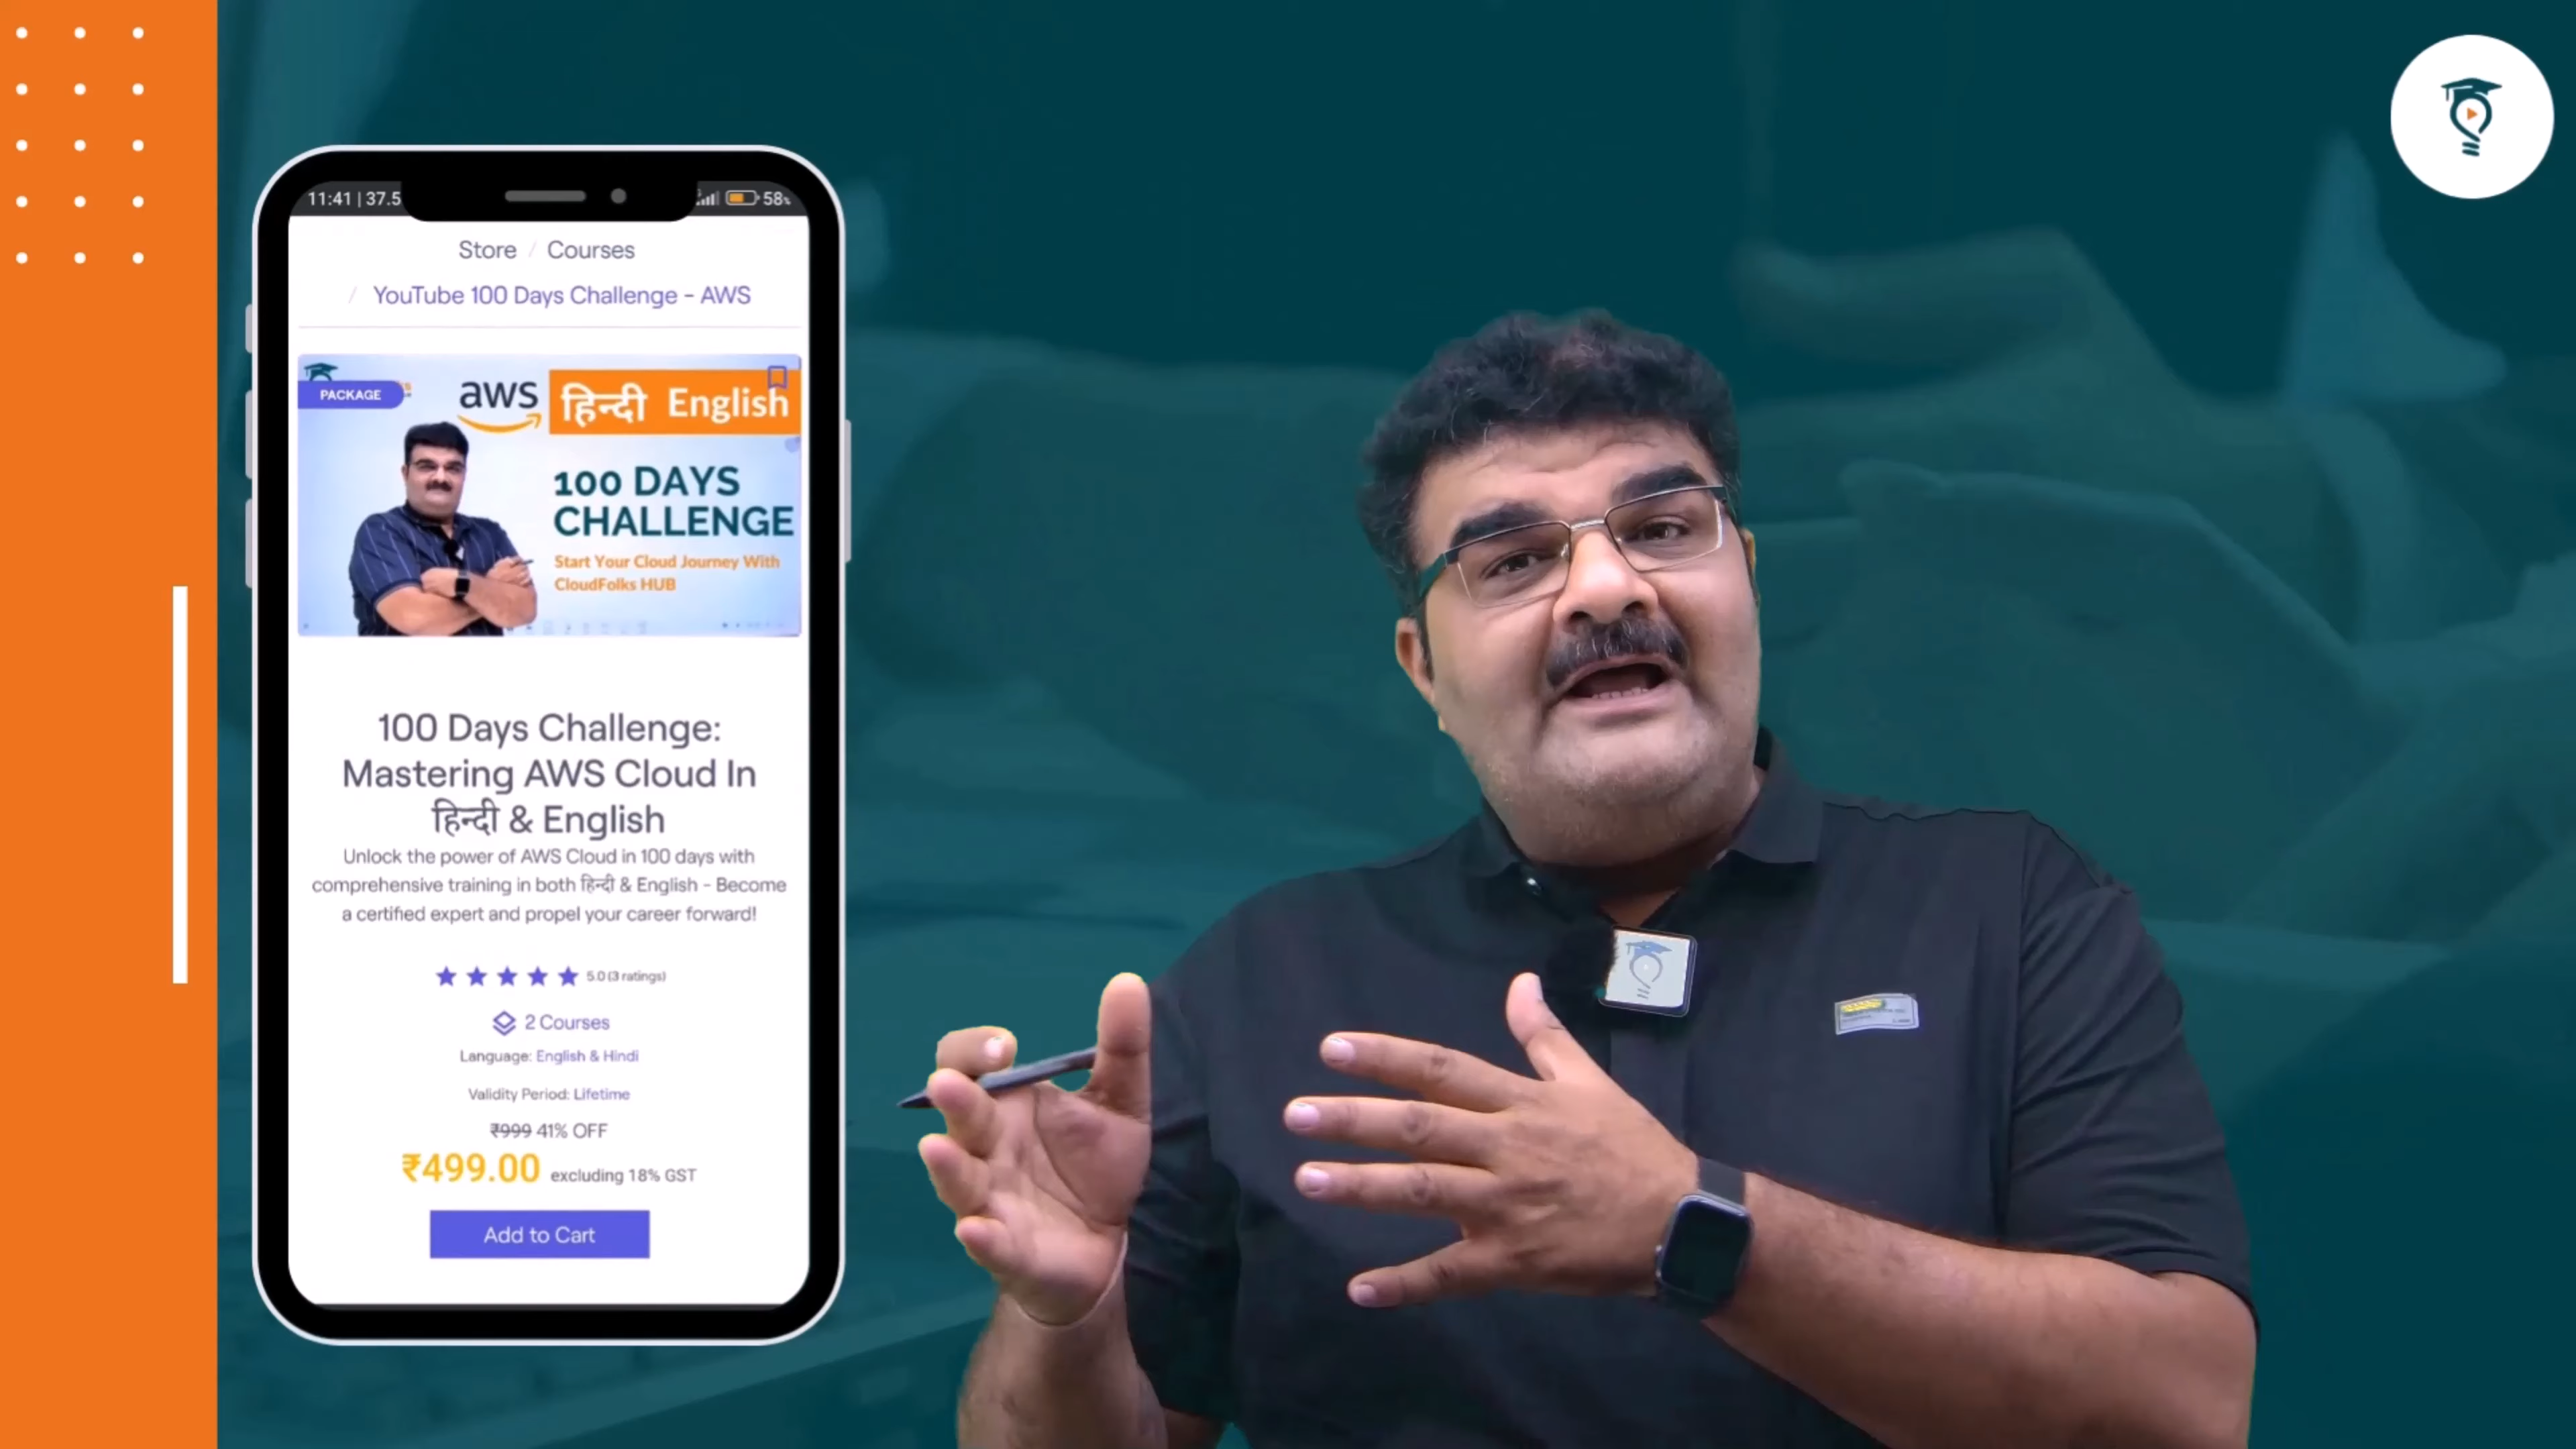 11:41 | 37.5
58%
Store / Courses
/ YouTube 100 Days Challenge - AWS
PACKAGE
aws
हिन्दी English
100 DAYS
CHALLENGE
Start Your Cloud Journey With
CloudFolks HUB
100 Days Challenge:
Mastering AWS Cloud In
हिन्दी & English
Unlock the power of AWS Cloud in 100 days with
comprehensive training in both हिन्दी & English - Become
a certified expert and propel your career forward!
5.0 (3 ratings)
2 Courses
Language: English & Hindi
Validity Period: Lifetime
₹999 41% OFF
₹499.00 excluding 18% GST
Add to Cart